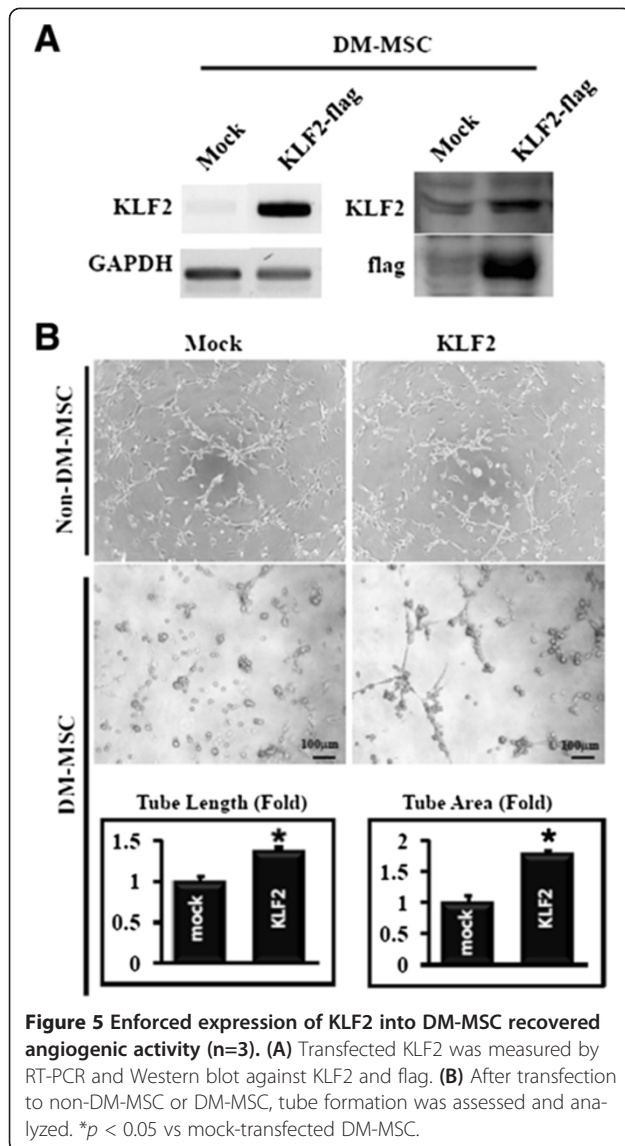 A
DM-MSC
Mock
KLF2-flag
Mock
KLF2-flag
KLF2
KLF2
GAPDH
flag
B
Mock
KLF2
Non-DM-MSC
DM-MSC
100μm
100μm
Tube Length (Fold)
Tube Area (Fold)
1.5
1
0.5
0
*
mock
KLF2
2
1.5
1
0.5
0
*
mock
KLF2
Figure 5 Enforced expression of KLF2 into DM-MSC recovered
angiogenic activity (n=3). (A) Transfected KLF2 was measured by
RT-PCR and Western blot against KLF2 and flag. (B) After transfection
to non-DM-MSC or DM-MSC, tube formation was assessed and ana-
lyzed. *p < 0.05 vs mock-transfected DM-MSC.